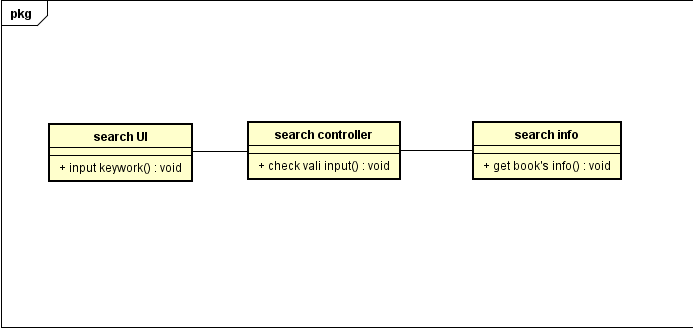 pkg
search UI
+ input keywork() : void
search controller
+ check vali input() : void
search info
+ get book's info() : void